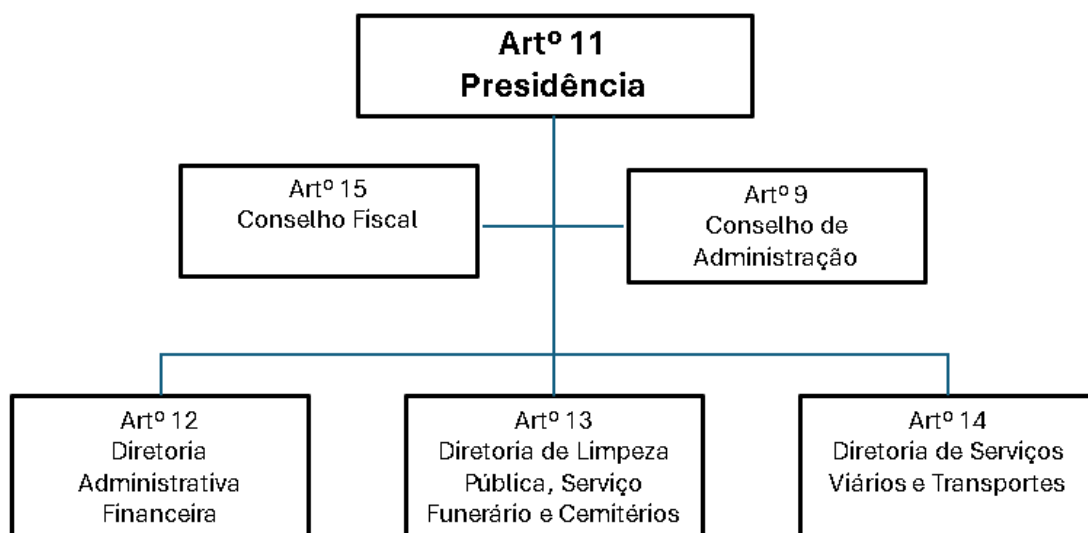 Artº 11
Presidência
Artº 15
Conselho Fiscal
Artº 9
Conselho de
Administração
Artº 12
Diretoria
Administrativa
Financeira
Artº 13
Diretoria de Limpeza
Pública, Serviço
Funerário e Cemitérios
Artº 14
Diretoria de Serviços
Viários e Transportes